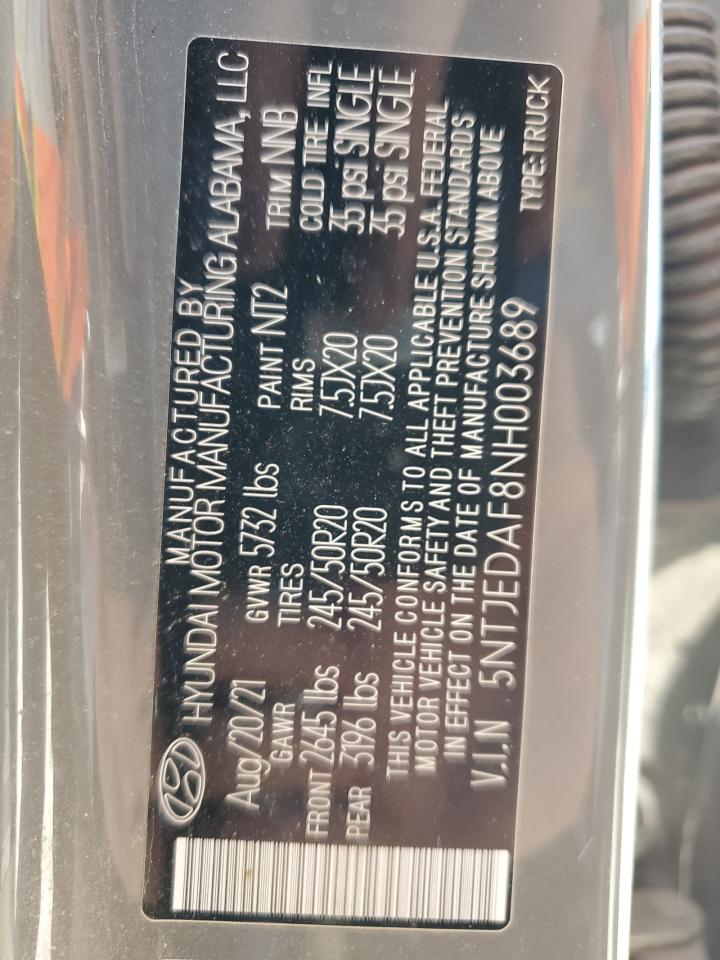 MANUFACTURED BY
HYUNDAI MOTOR MANUFACTURING ALABAMA, LLC
Aug/20/21 GVWR 5732 lbs PAINT NT2 TRIM NNB
GAWR TIRES RIMS COLD TIRE INFL
FRONT 2645 lbs 245/50R20 7.5JX20 35 psi SINGLE
REAR 3196 lbs 245/50R20 7.5JX20 35 psi SINGLE
THIS VEHICLE CONFORMS TO ALL APPLICABLE U.S.A. FEDERAL
MOTOR VEHICLE SAFETY AND THEFT PREVENTION STANDARDS
IN EFFECT ON THE DATE OF MANUFACTURE SHOWN ABOVE
V.I.N 5NTJEDAF8NH003689 TYPE:TRUCK